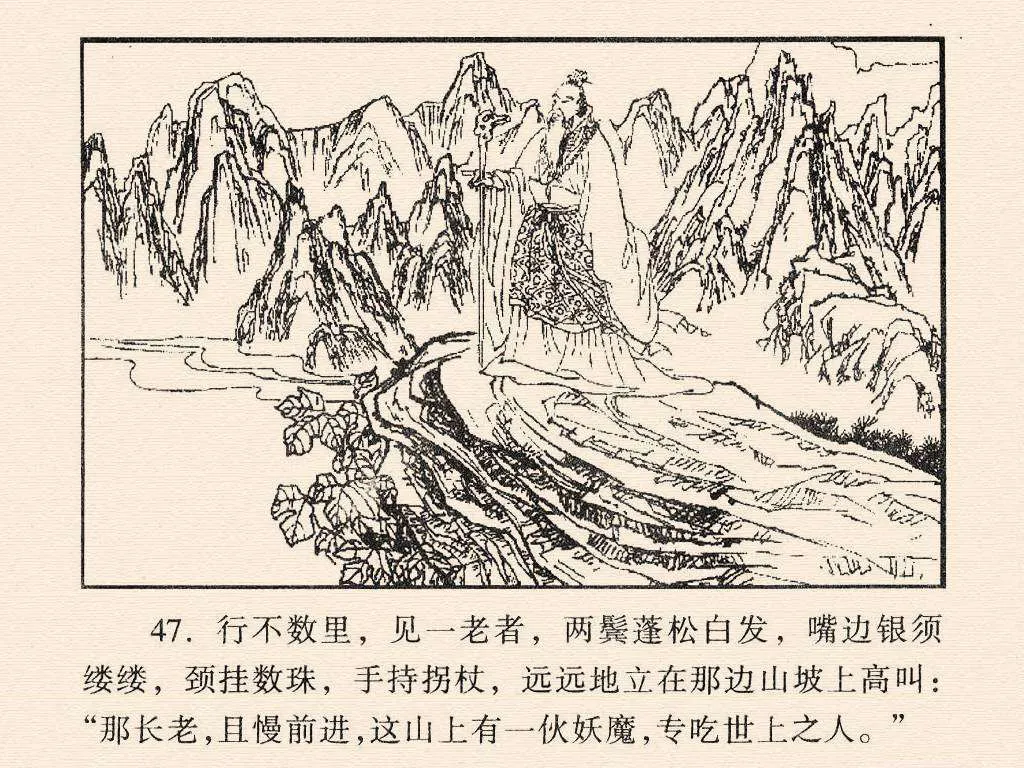 47. 行不数里，见一老者，两鬓蓬松白发，嘴边银须
缕缕，颈挂数珠，手持拐杖，远远地立在那边山坡上高叫：
“那长老，且慢前进，这山上有一伙妖魔，专吃世上之人。”